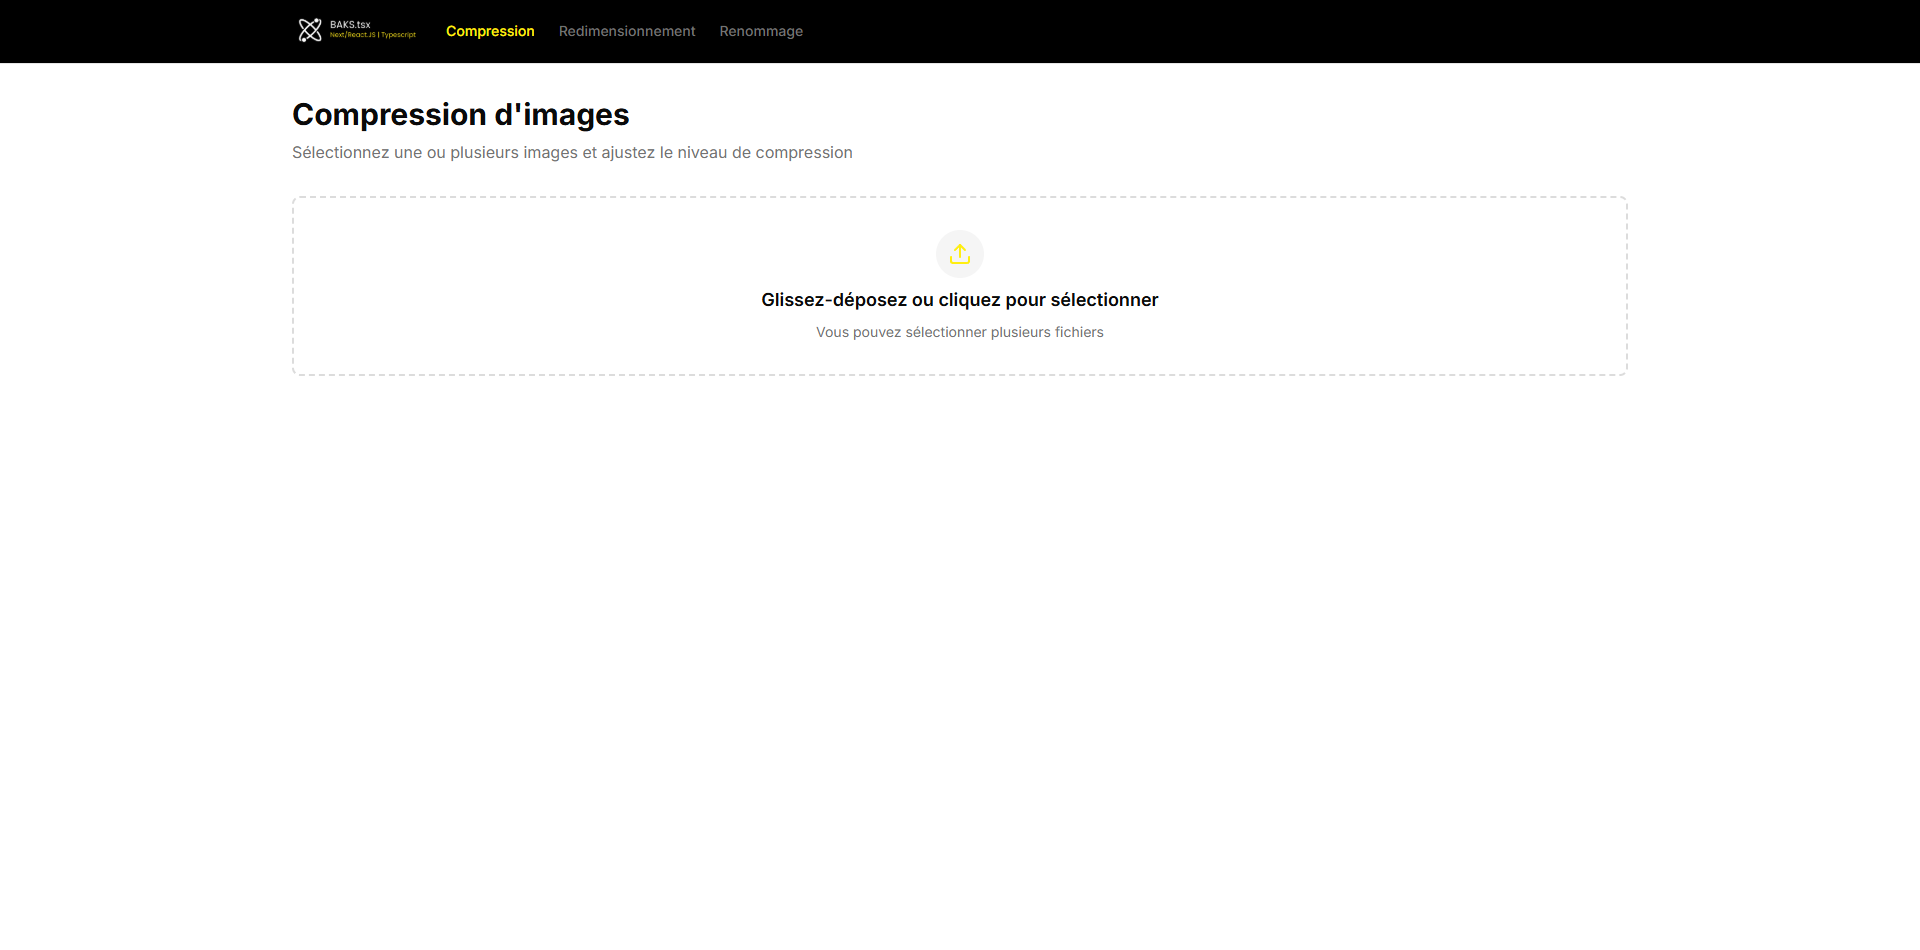 BAKS.tsx
Next/React.JS | Typescript
Compression
Redimensionnement
Renommage
Compression d'images
Sélectionnez une ou plusieurs images et ajustez le niveau de compression
Glissez-déposez ou cliquez pour sélectionner
Vous pouvez sélectionner plusieurs fichiers